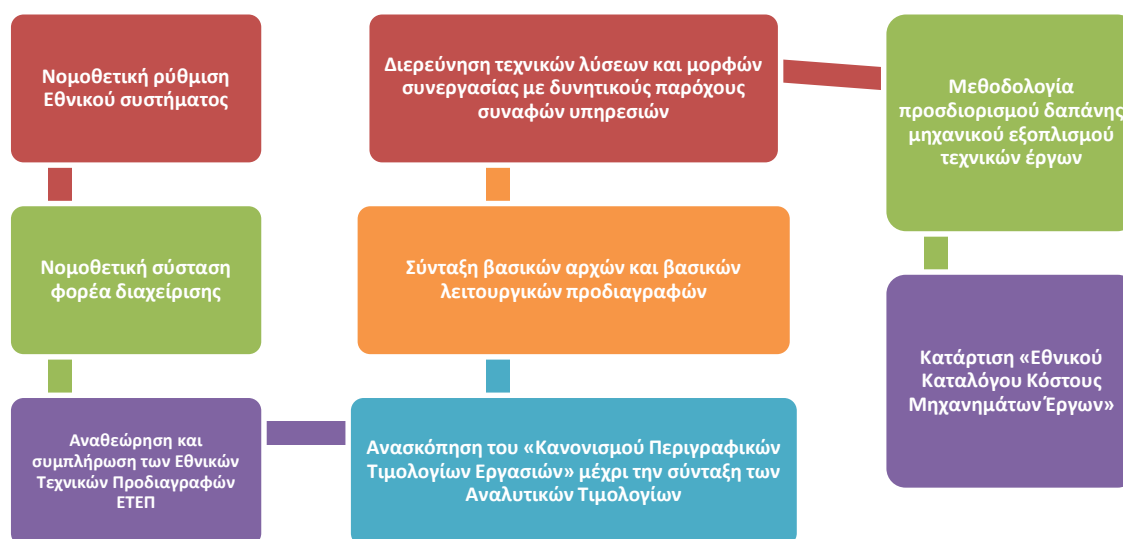 Νομοθετική ρύθμιση
Εθνικού συστήματος
Νομοθετική σύσταση
φορέα διαχείρισης
Αναθεώρηση και
συμπλήρωση των Εθνικών
Τεχνικών Προδιαγραφών
ΕΤΕΠ
Ανασκόπηση του «Κανονισμού Περιγραφικών
Τιμολογίων Εργασιών» μέχρι την σύνταξη των
Αναλυτικών Τιμολογίων
Σύνταξη βασικών αρχών και βασικών
λειτουργικών προδιαγραφών
Διερεύνηση τεχνικών λύσεων και μορφών
συνεργασίας με δυνητικούς παρόχους
συναφών υπηρεσιών
Μεθοδολογία
προσδιορισμού δαπάνης
μηχανικού εξοπλισμού
τεχνικών έργων
Κατάρτιση «Εθνικού
Καταλόγου Κόστους
Μηχανημάτων Έργων»